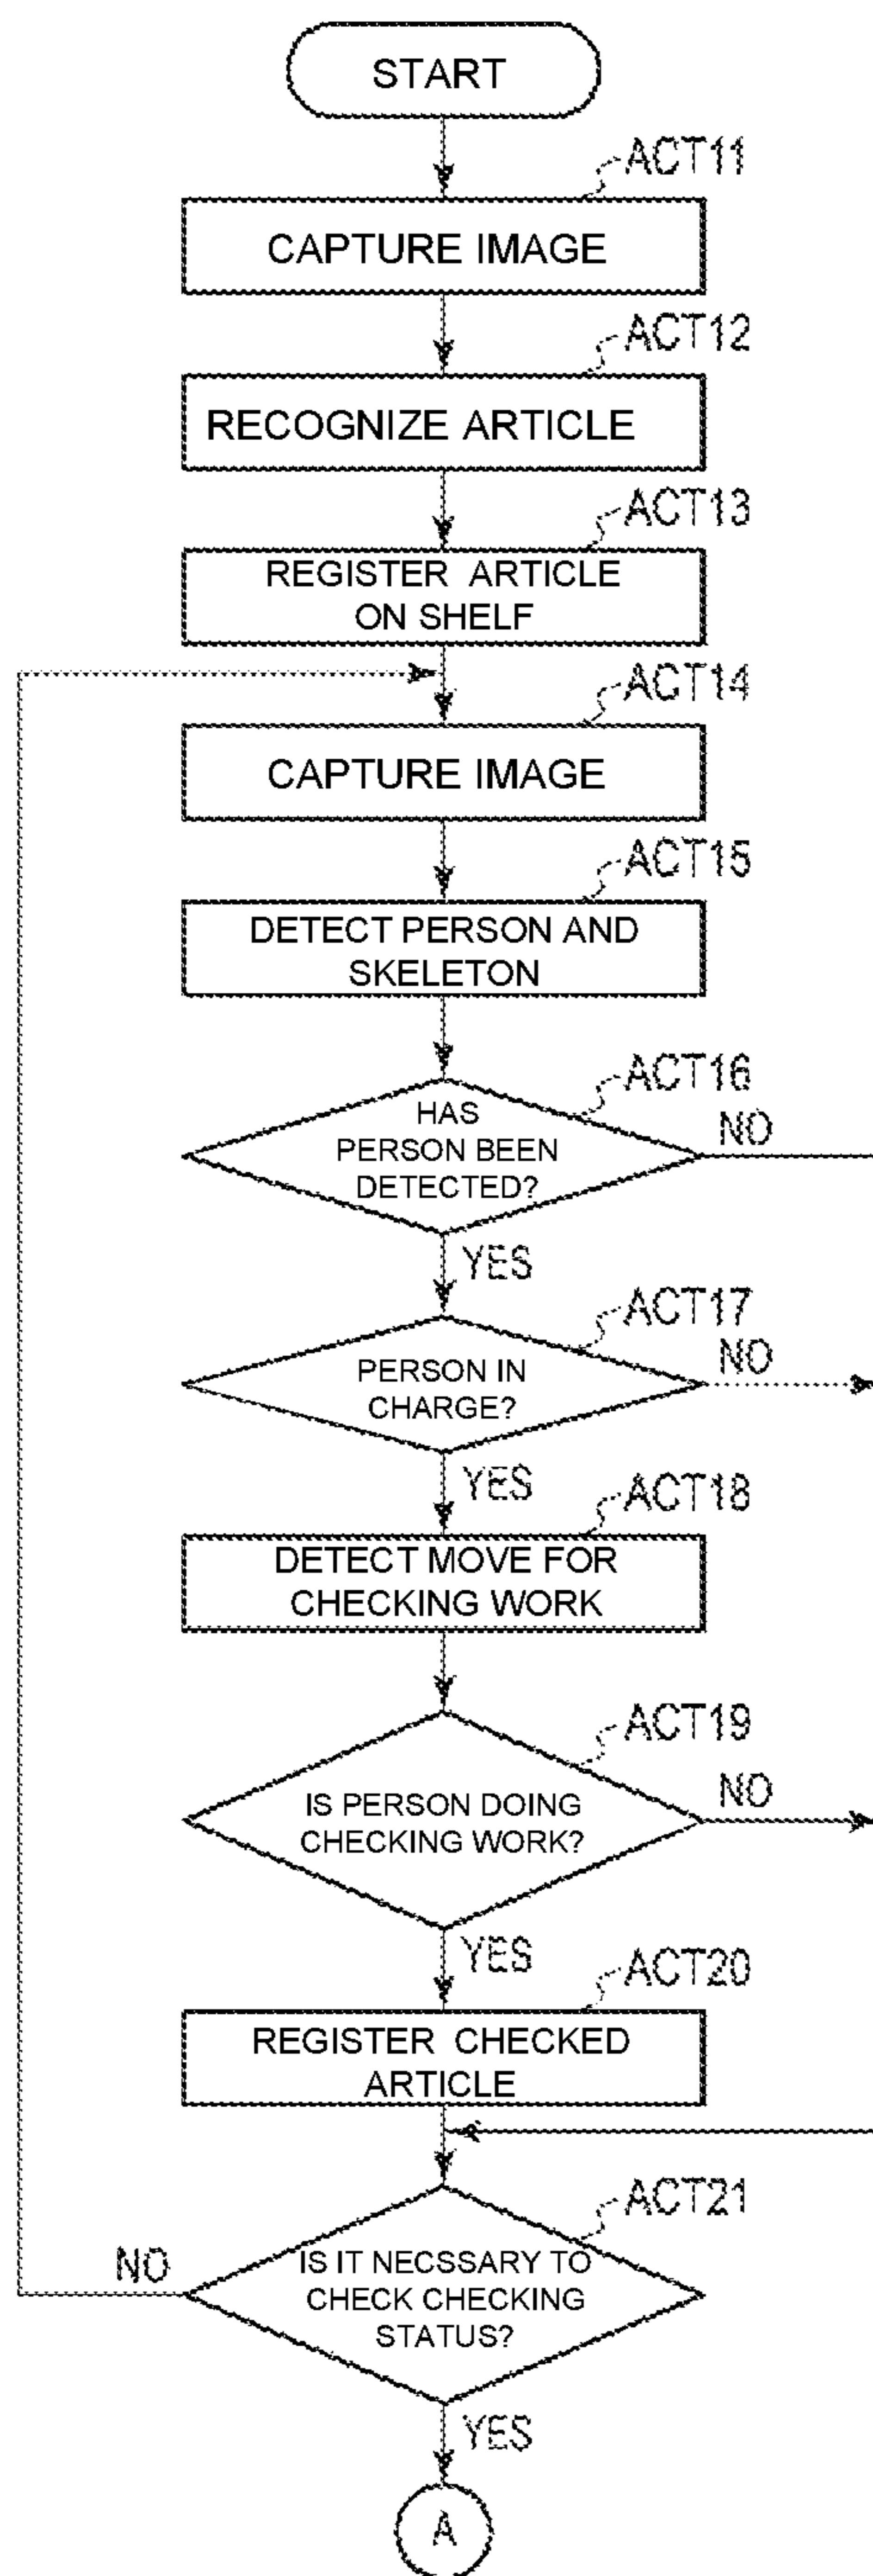 START
ACT11
CAPTURE IMAGE
ACT12
RECOGNIZE ARTICLE
ACT13
REGISTER ARTICLE
ON SHELF
ACT14
CAPTURE IMAGE
ACT15
DETECT PERSON AND
SKELETON
ACT16
HAS
PERSON BEEN
DETECTED?
NO
YES
ACT17
PERSON IN
CHARGE?
NO
YES
ACT18
DETECT MOVE FOR
CHECKING WORK
ACT19
IS PERSON DOING
CHECKING WORK?
NO
YES
ACT20
REGISTER CHECKED
ARTICLE
ACT21
IS IT NECSSARY TO
CHECK CHECKING
STATUS?
NO
YES
A